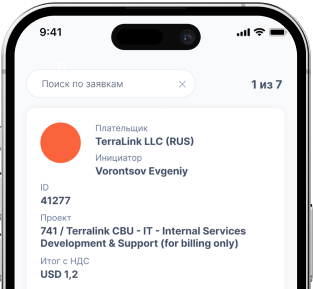 9:41
Поиск по заявкам
1 из 7
Плательщик
TerraLink LLC (RUS)
Инициатор
Vorontsov Evgeniy
ID
41277
Проект
741 / Terralink CBU - IT - Internal Services
Development & Support (for billing only)
Итог с НДС
USD 1,2